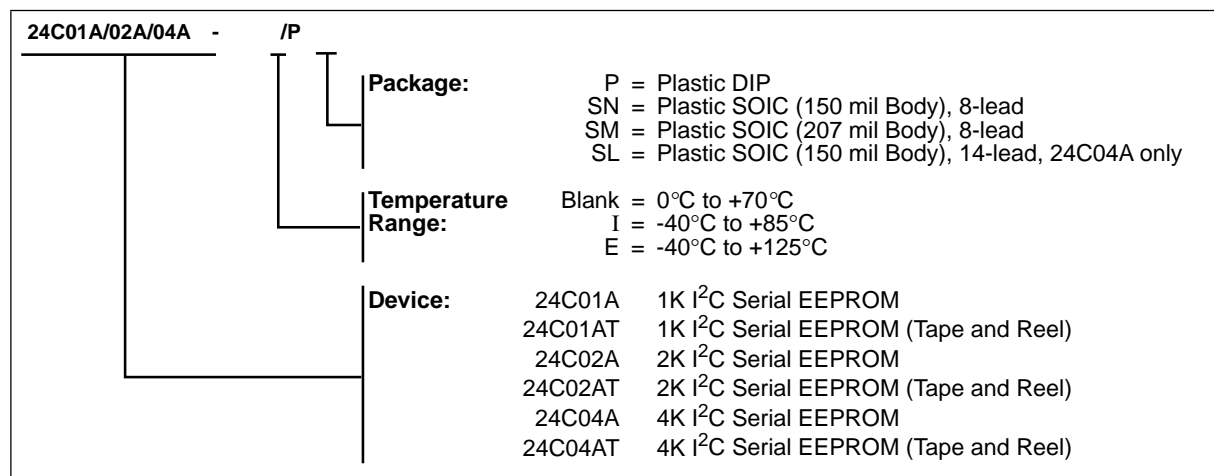 24C01A/02A/04A - /P
Package: P = Plastic DIP
SN = Plastic SOIC (150 mil Body), 8-lead
SM = Plastic SOIC (207 mil Body), 8-lead
SL = Plastic SOIC (150 mil Body), 14-lead, 24C04A only
Temperature Blank = 0°C to +70°C
Range: I = -40°C to +85°C
E = -40°C to +125°C
Device: 24C01A 1K I²C Serial EEPROM
24C01AT 1K I²C Serial EEPROM (Tape and Reel)
24C02A 2K I²C Serial EEPROM
24C02AT 2K I²C Serial EEPROM (Tape and Reel)
24C04A 4K I²C Serial EEPROM
24C04AT 4K I²C Serial EEPROM (Tape and Reel)